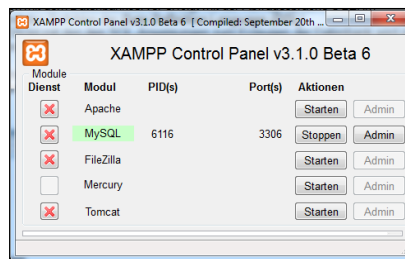 XAMPP Control Panel v3.1.0 Beta 6 [ Compiled: September 20th ...
XAMPP Control Panel v3.1.0 Beta 6
Module
Dienst Modul PID(s) Port(s) Aktionen
Apache Starten Admin
MySQL 6116 3306 Stoppen Admin
FileZilla Starten Admin
Mercury Starten Admin
Tomcat Starten Admin